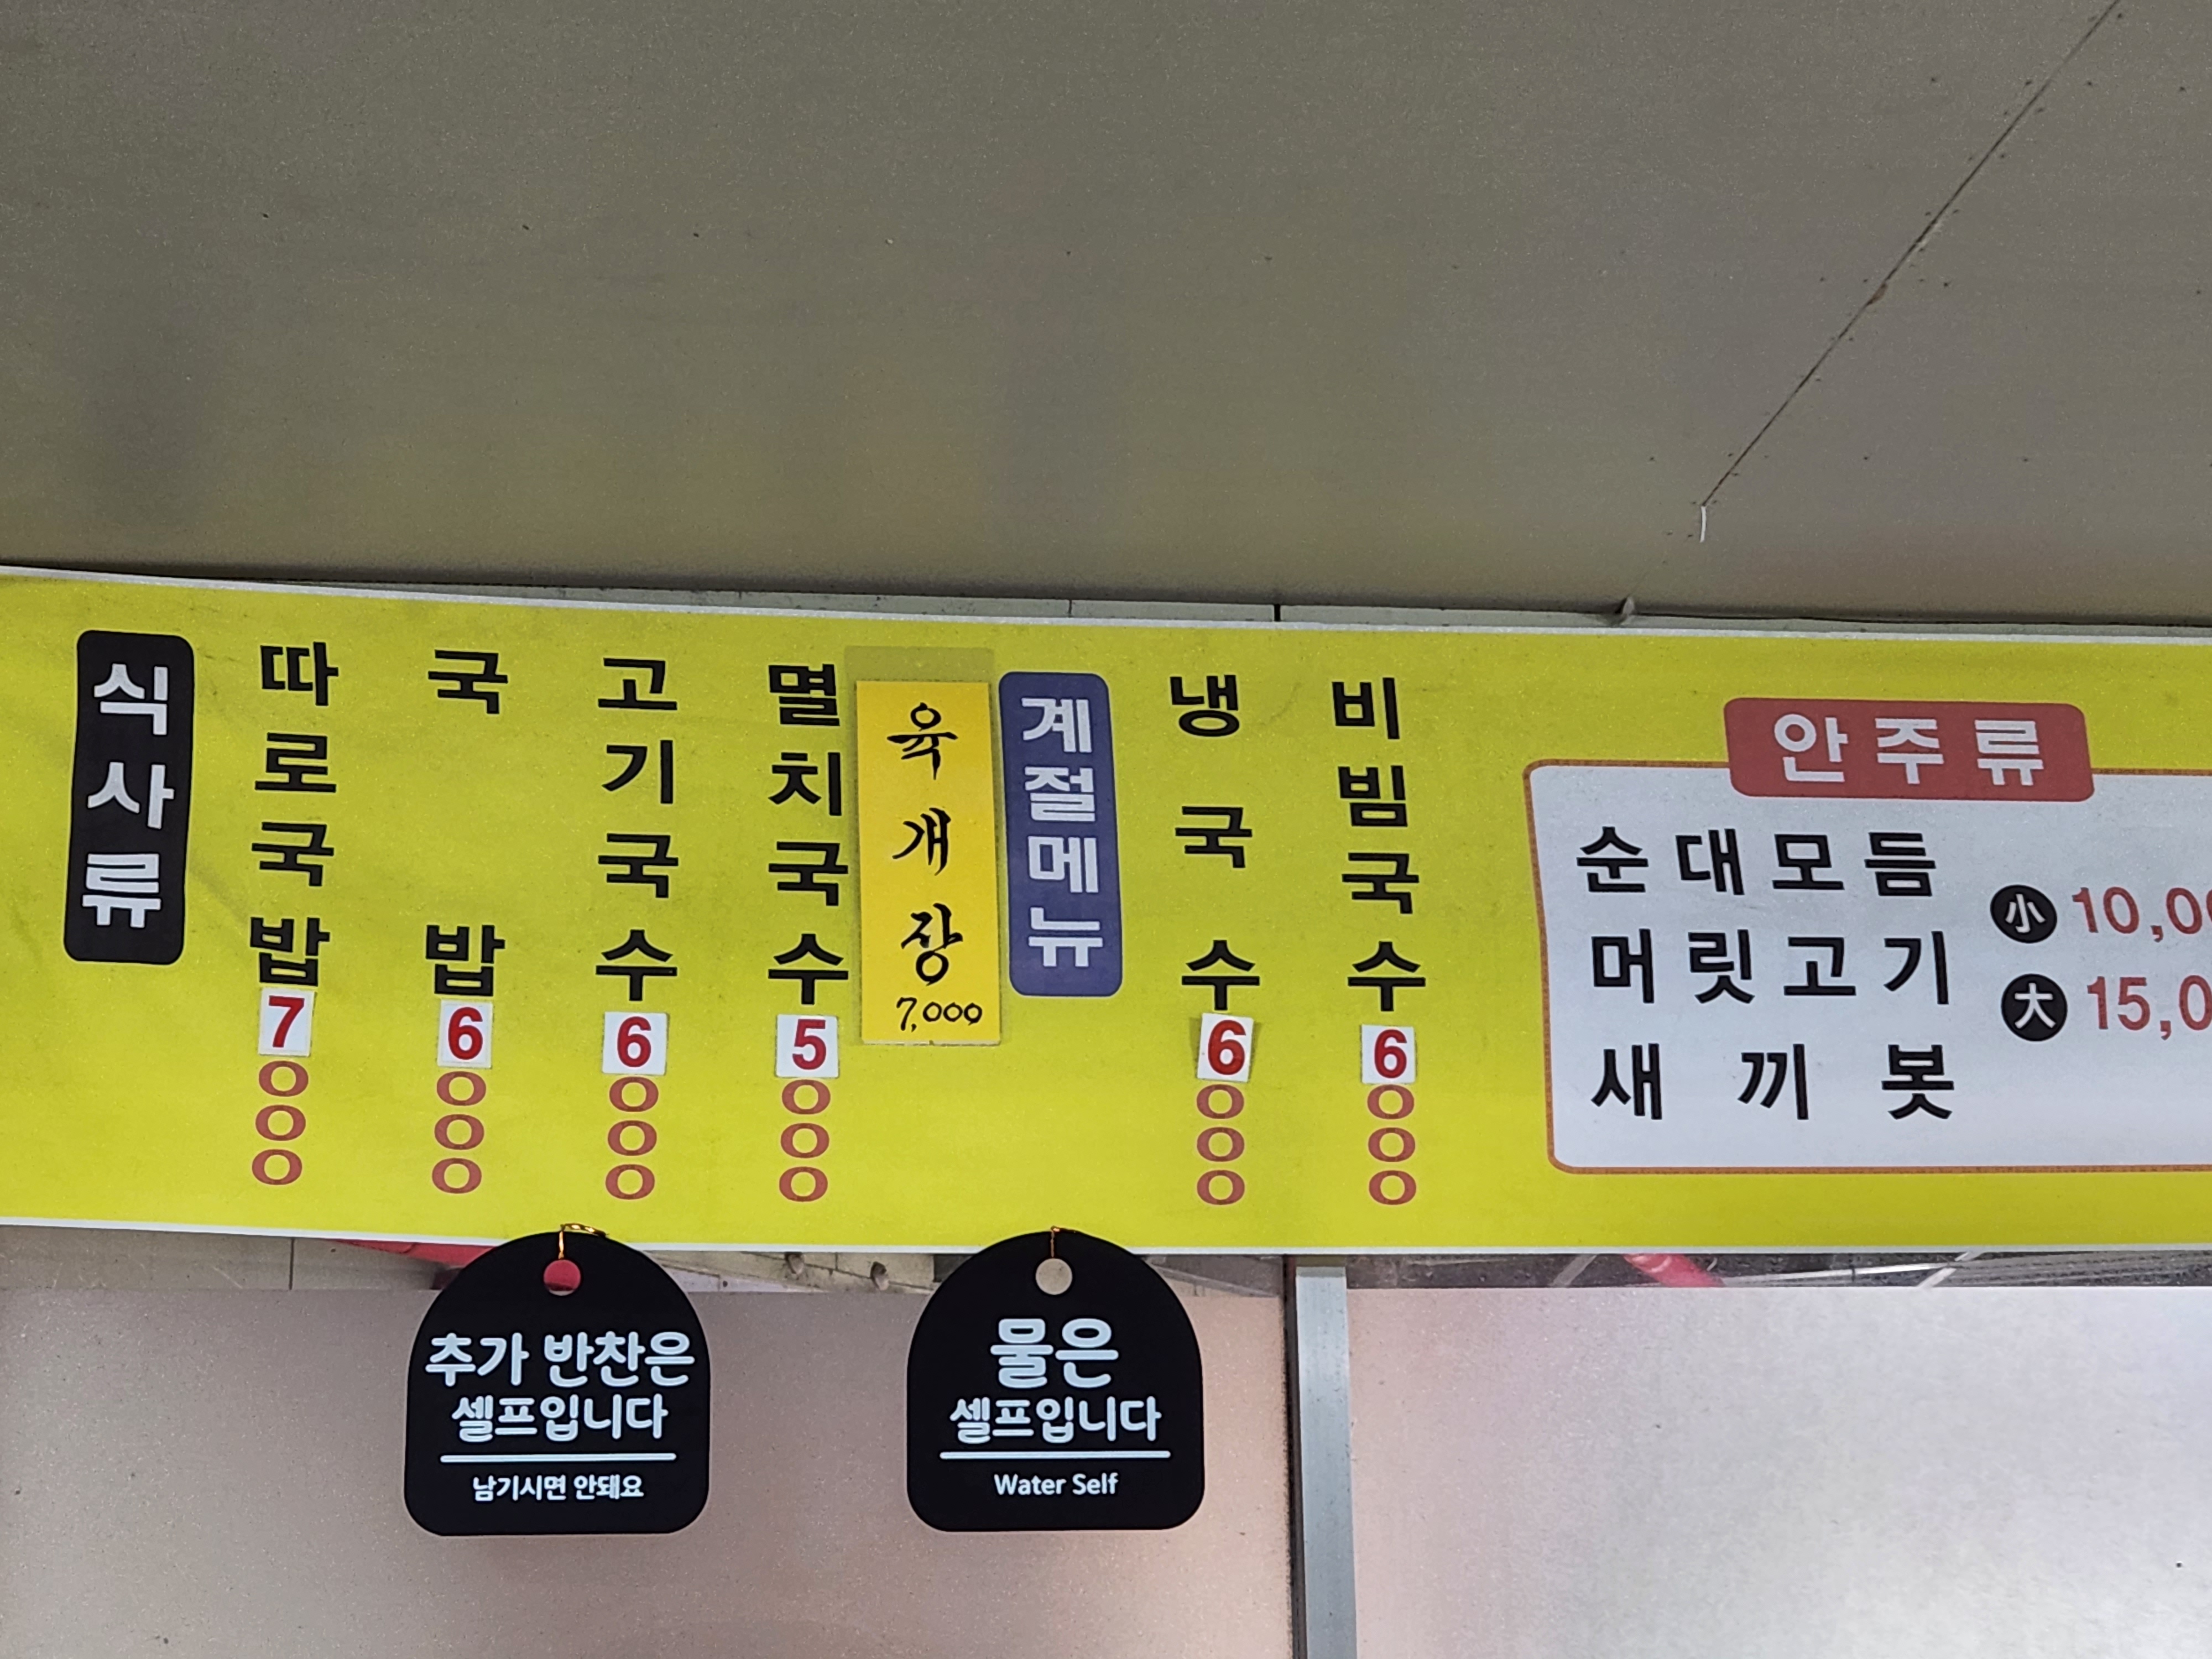 식사류
따로국밥 7000
국밥 6000
고기국수 6000
멸치국수 5000
육개장 7,000
계절메뉴
냉국수 6000
비빔국수 6000
안주류
순대모듬
머릿고기
새끼봇
小 10,00
大 15,0
추가 반찬은
셀프입니다
남기시면 안돼요
물은
셀프입니다
Water Self